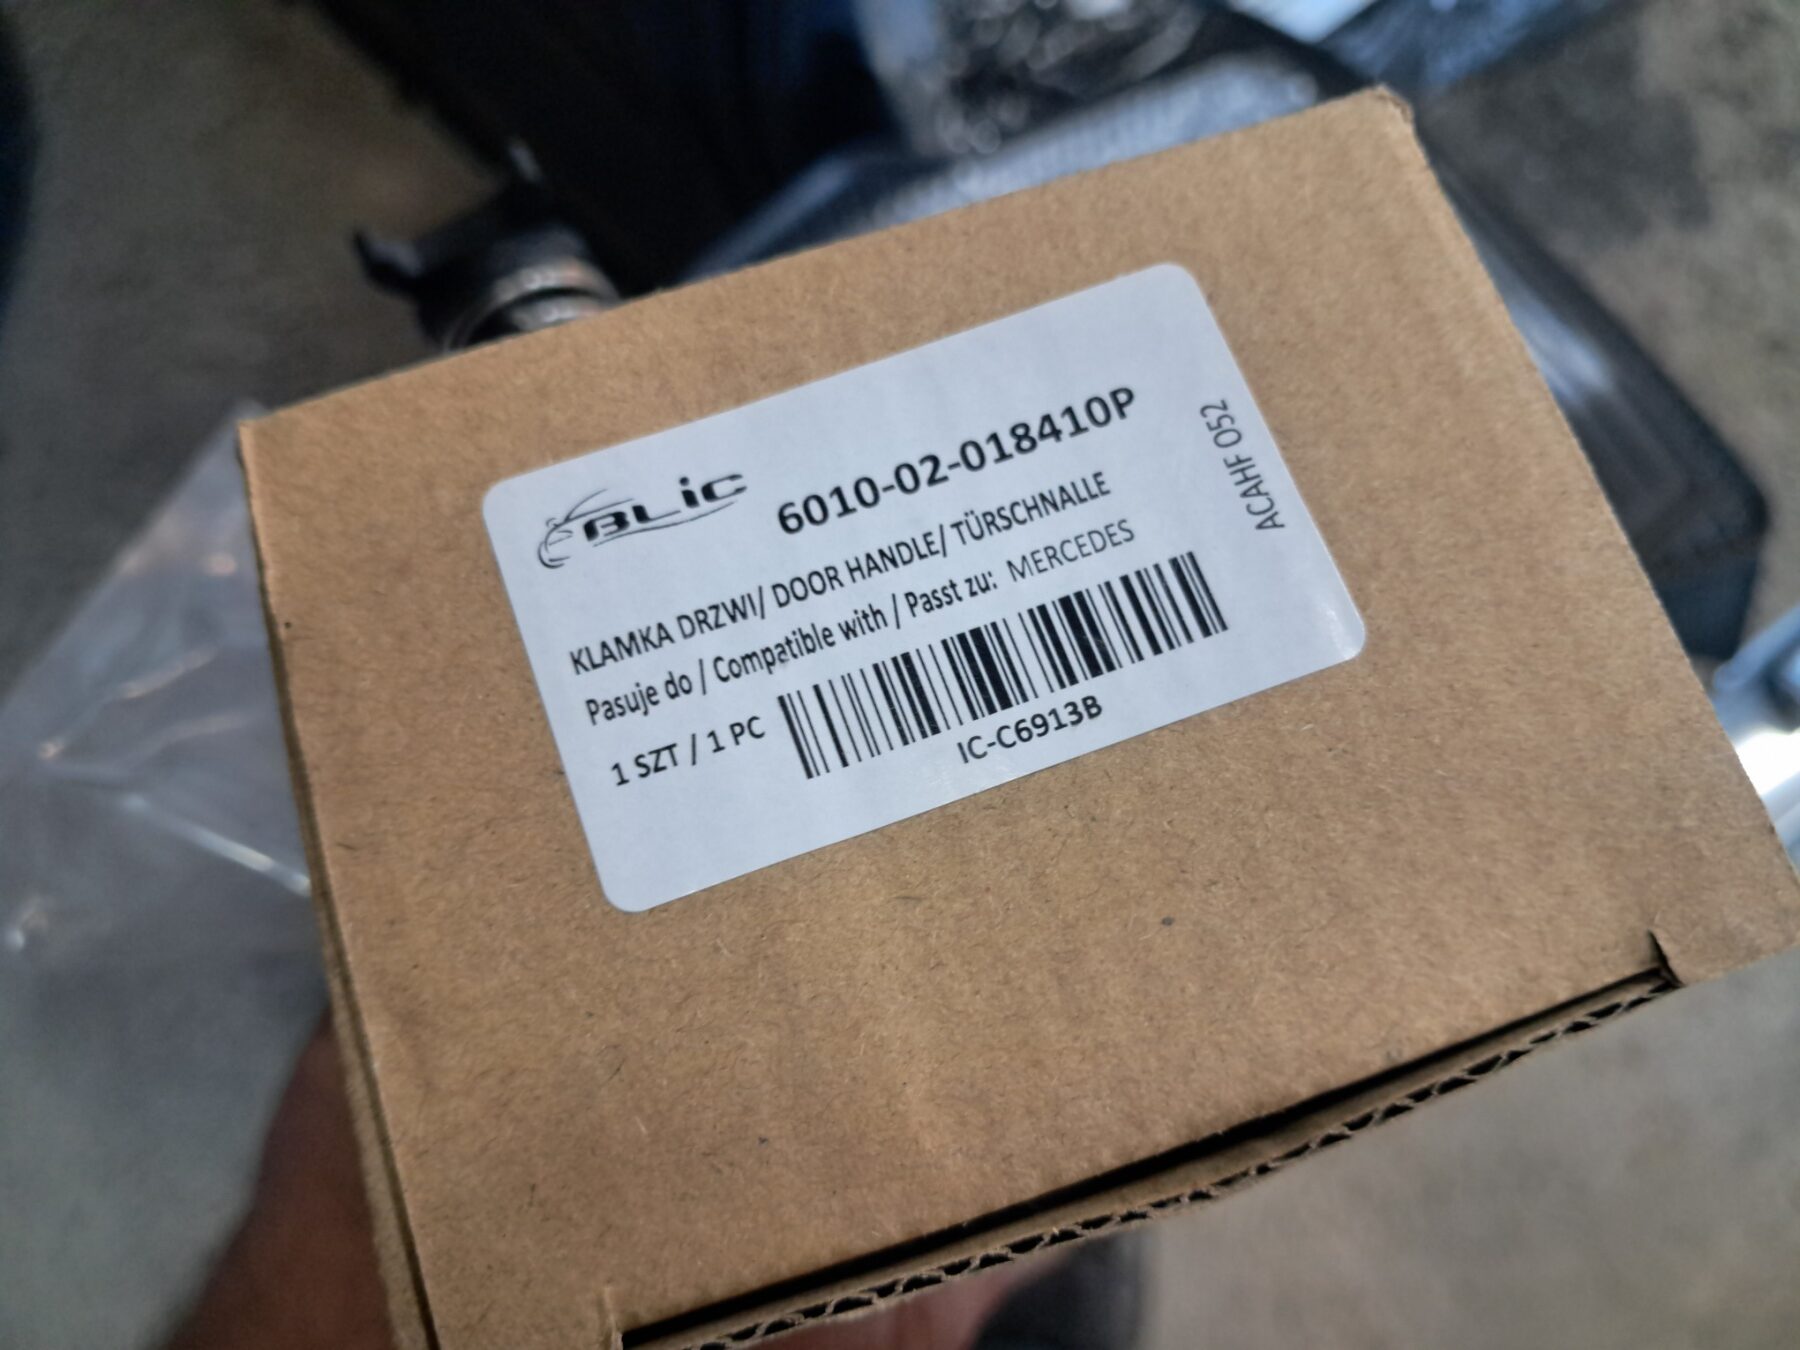 BLiC 6010-02-018410P
KLAMKA DRZWI/ DOOR HANDLE/ TÜRSCHNALLE
Pasuje do / Compatible with / Passt zu: MERCEDES
1 SZT / 1 PC
IC-C6913B
ACAHF 052